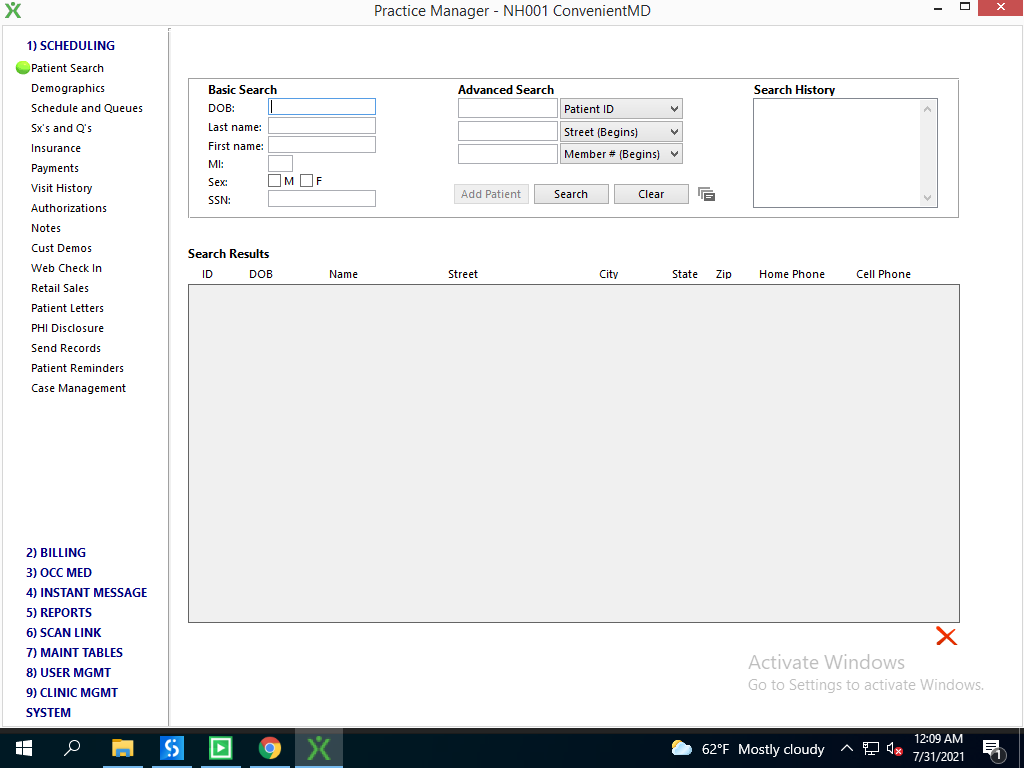 Practice Manager - NH001 ConvenientMD
1) SCHEDULING
Patient Search
Demographics
Schedule and Queues
Sx's and Q's
Insurance
Payments
Visit History
Authorizations
Notes
Cust Demos
Web Check In
Retail Sales
Patient Letters
PHI Disclosure
Send Records
Patient Reminders
Case Management
2) BILLING
3) OCC MED
4) INSTANT MESSAGE
5) REPORTS
6) SCAN LINK
7) MAINT TABLES
8) USER MGMT
9) CLINIC MGMT
SYSTEM
Basic Search
DOB:
Last name:
First name:
MI:
Sex: M F
SSN:
Advanced Search
Patient ID
Street (Begins)
Member # (Begins)
Add Patient Search Clear
Search History
Search Results
ID DOB Name Street City State Zip Home Phone Cell Phone
Activate Windows
Go to Settings to activate Windows.
62°F Mostly cloudy
12:09 AM
7/31/2021
1